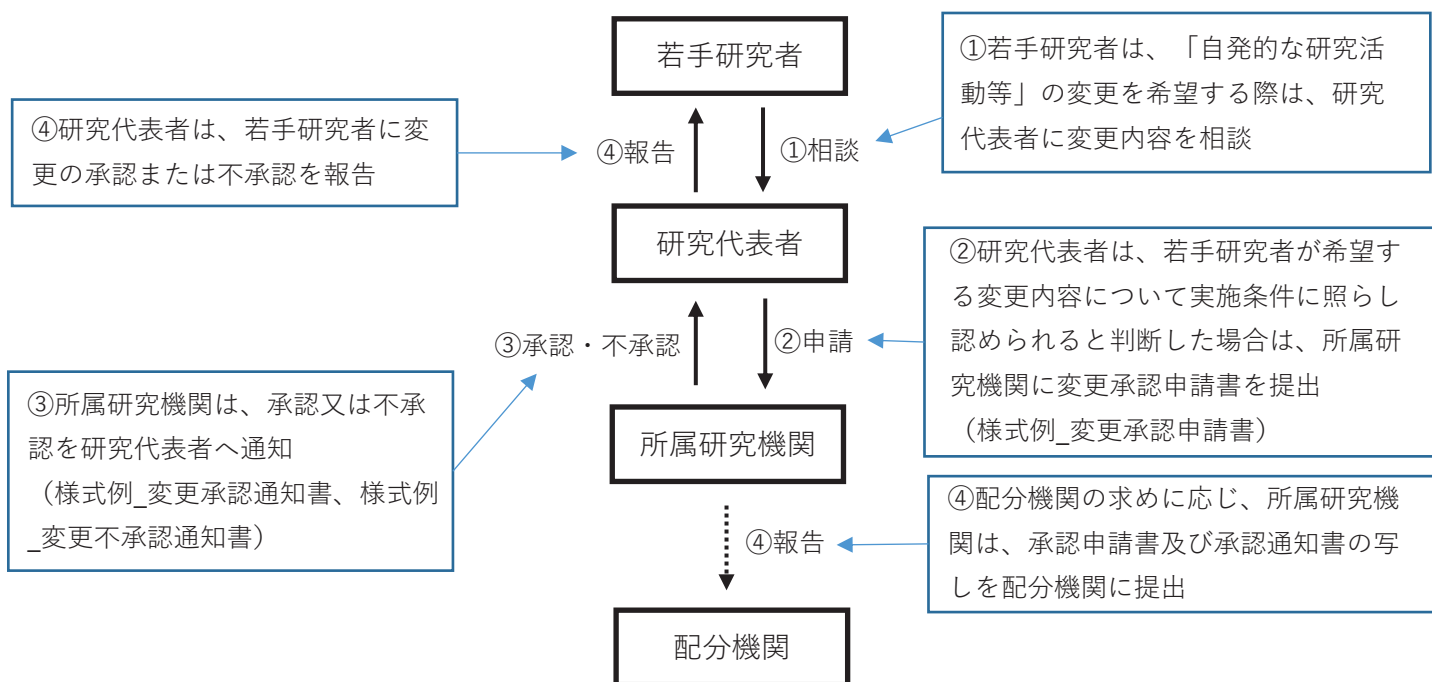 若手研究者
①若手研究者は、「自発的な研究活
動等」の変更を希望する際は、研究
代表者に変更内容を相談
④研究代表者は、若手研究者に変
更の承認または不承認を報告
④報告
①相談
研究代表者
②研究代表者は、若手研究者が希望す
る変更内容について実施条件に照らし
認められると判断した場合は、所属研
究機関に変更承認申請書を提出
（様式例_変更承認申請書）
③承認・不承認
②申請
③所属研究機関は、承認又は不承
認を研究代表者へ通知
（様式例_変更承認通知書、様式例
_変更不承認通知書）
所属研究機関
④配分機関の求めに応じ、所属研究機
関は、承認申請書及び承認通知書の写
しを配分機関に提出
④報告
配分機関